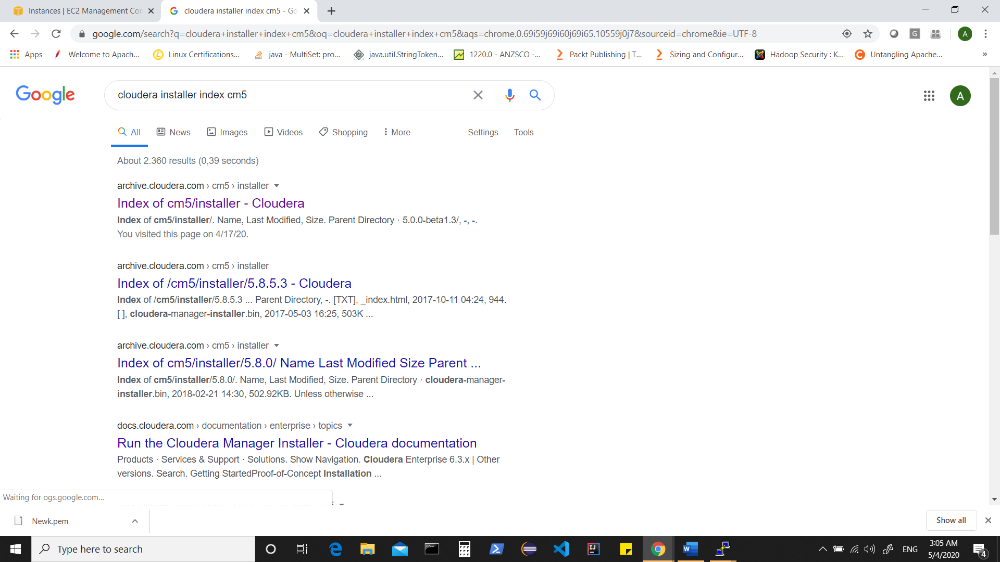 Instances | EC2 Management Con
cloudera installer index cm5 - Go
google.com/search?q=cloudera+installer+index+cm5&oq=cloudera+installer+index+cm5&aqs=chrome.0.69i59j69i60j69i65.10559j0j7&sourceid=chrome&ie=UTF-8
G
A
Apps
Welcome to Apach...
Linux Certifications...
java - MultiSet: pro...
java.util.StringToken...
1220.0 - ANZSCO -...
Packt Publishing | T...
Sizing and Configur...
Hadoop Security : K...
Untangling Apache...
»
Google
cloudera installer index cm5
A
All
News
Images
Videos
Shopping
More
Settings
Tools
About 2.360 results (0,39 seconds)
archive.cloudera.com › cm5 › installer
Index of cm5/installer - Cloudera
Index of cm5/installer/. Name, Last Modified, Size. Parent Directory · 5.0.0-beta1.3/, -, -.
You visited this page on 4/17/20.
archive.cloudera.com › cm5 › installer
Index of /cm5/installer/5.8.5.3 - Cloudera
Index of /cm5/installer/5.8.5.3 ... Parent Directory, -. [TXT], _index.html, 2017-10-11 04:24, 944.
[ ], cloudera-manager-installer.bin, 2017-05-03 16:25, 503K ...
archive.cloudera.com › cm5 › installer
Index of cm5/installer/5.8.0/ Name Last Modified Size Parent ...
Index of cm5/installer/5.8.0/. Name, Last Modified, Size. Parent Directory · cloudera-manager-
installer.bin, 2018-02-21 14:30, 502.92KB. Unless otherwise ...
docs.cloudera.com › documentation › enterprise › topics
Run the Cloudera Manager Installer - Cloudera documentation
Products · Services & Support · Solutions. Show Navigation. Cloudera Enterprise 6.3.x | Other
versions. Search. Getting StartedProof-of-Concept Installation ...
Waiting for ogs.google.com...
Newk.pem
Show all
Type here to search
ENG
3:05 AM
5/4/2020
4